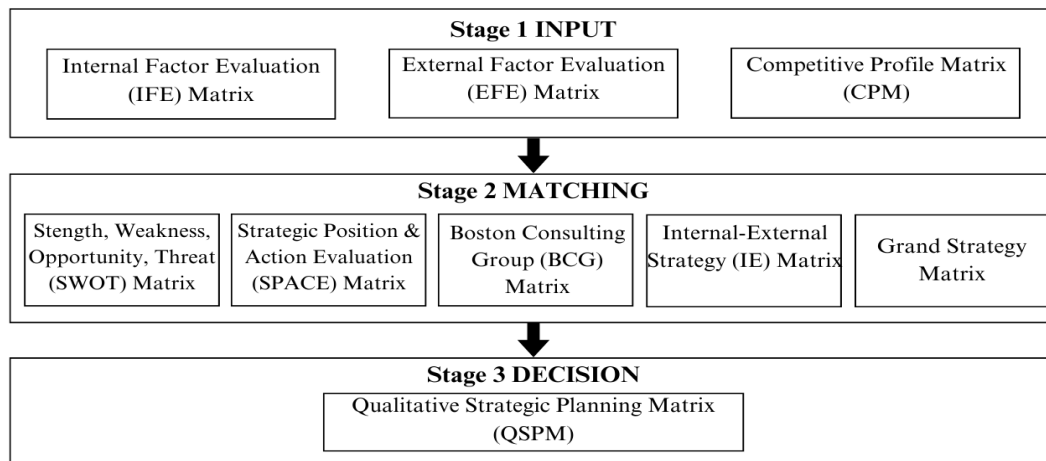 Stage 1 INPUT
Internal Factor Evaluation
(IFE) Matrix
External Factor Evaluation
(EFE) Matrix
Competitive Profile Matrix
(CPM)
Stage 2 MATCHING
Stength, Weakness,
Opportunity, Threat
(SWOT) Matrix
Strategic Position &
Action Evaluation
(SPACE) Matrix
Boston Consulting
Group (BCG)
Matrix
Internal-External
Strategy (IE) Matrix
Grand Strategy
Matrix
Stage 3 DECISION
Qualitative Strategic Planning Matrix
(QSPM)